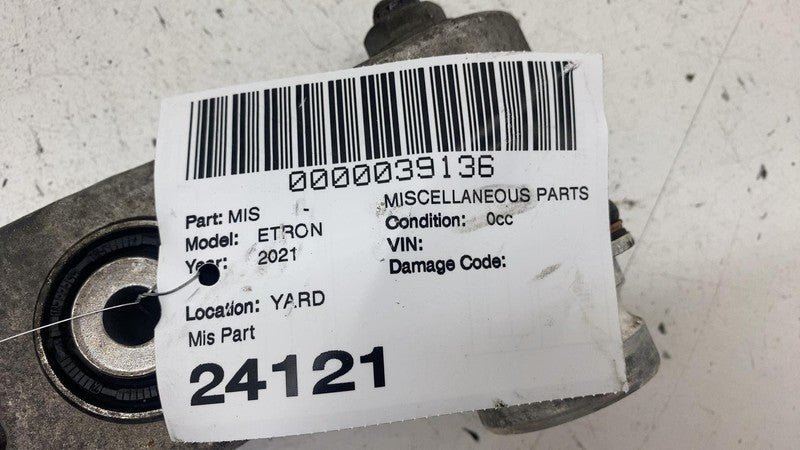 0000039136
Part: MIS MISCELLANEOUS PARTS
Model: ETRON Condition: 0cc
Year: 2021 VIN:
Damage Code:
Location: YARD
Mis Part
24121